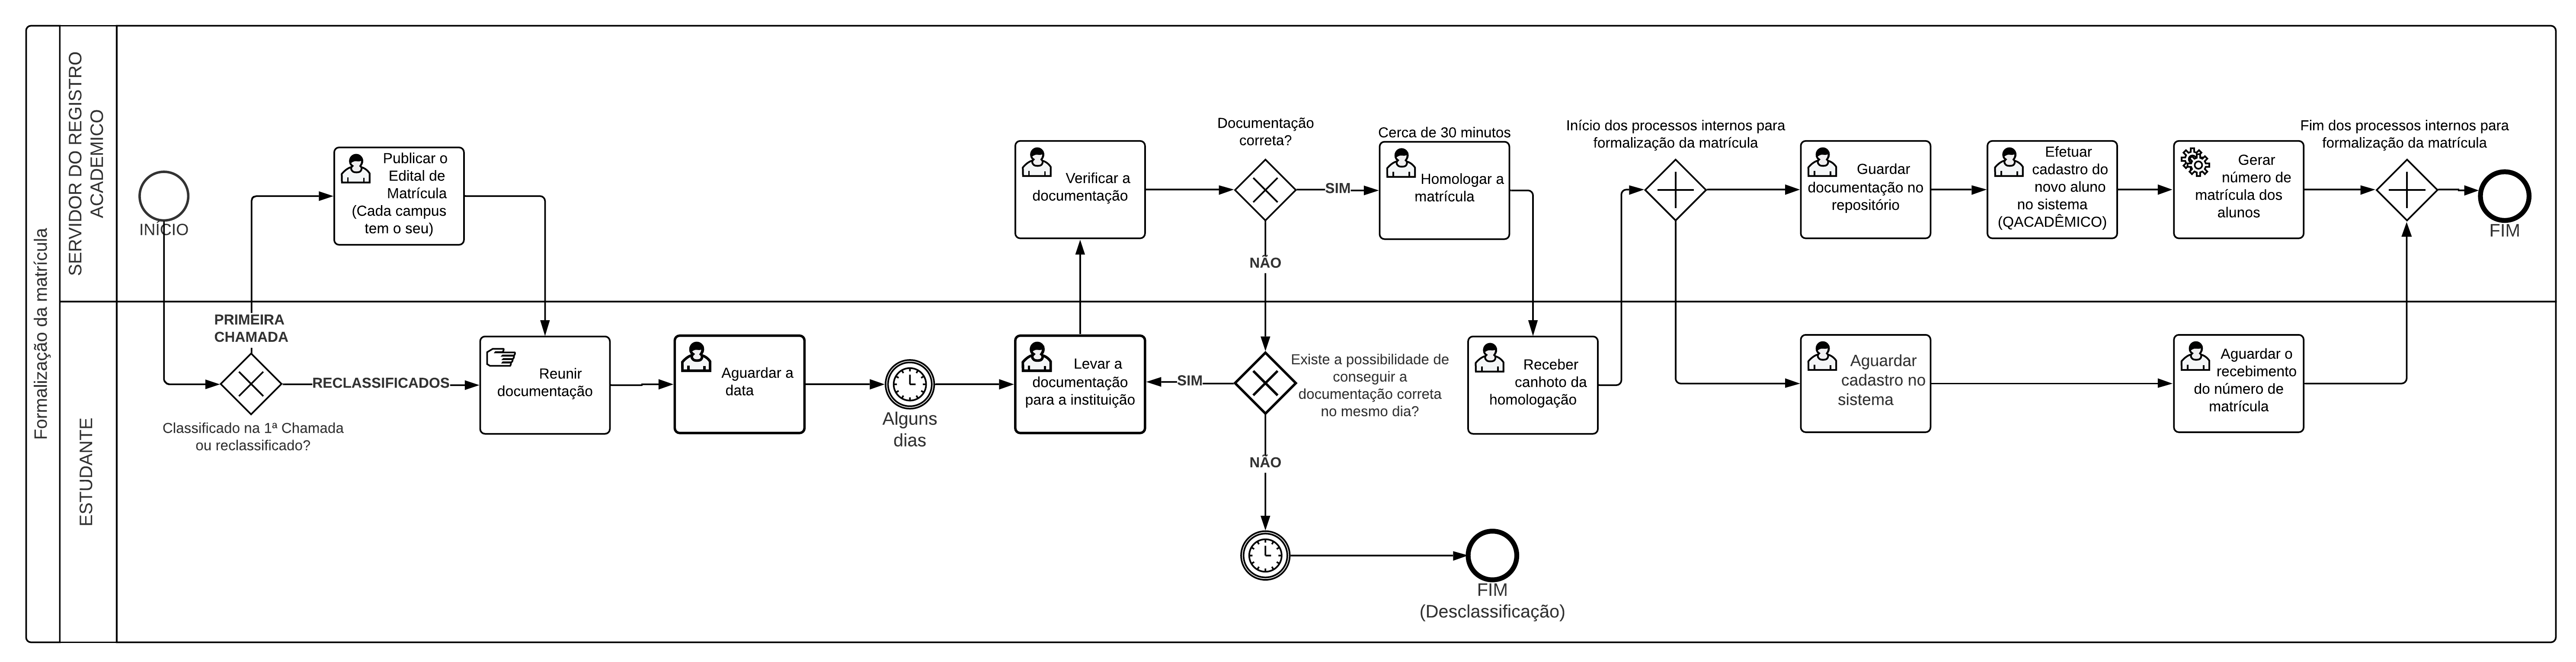 Formalização da matrícula
SERVIDOR DO REGISTRO
ACADEMICO
INÍCIO
Publicar o
Edital de
Matrícula
(Cada campus
tem o seu)
Verificar a
documentação
Documentação
correta?
SIM
NÃO
Cerca de 30 minutos
Homologar a
matrícula
Início dos processos internos para
formalização da matrícula
Guardar
documentação no
repositório
Efetuar
cadastro do
novo aluno
no sistema
(QACADÊMICO)
Gerar
número de
matrícula dos
alunos
Fim dos processos internos para
formalização da matrícula
FIM
ESTUDANTE
PRIMEIRA
CHAMADA
RECLASSIFICADOS
Classificado na 1ª Chamada
ou reclassificado?
Reunir
documentação
Aguardar a
data
Alguns
dias
Levar a
documentação
para a instituição
SIM
Existe a possibilidade de
conseguir a
documentação correta
no mesmo dia?
NÃO
Receber
canhoto da
homologação
Aguardar
cadastro no
sistema
Aguardar o
recebimento
do número de
matrícula
FIM
(Desclassificação)